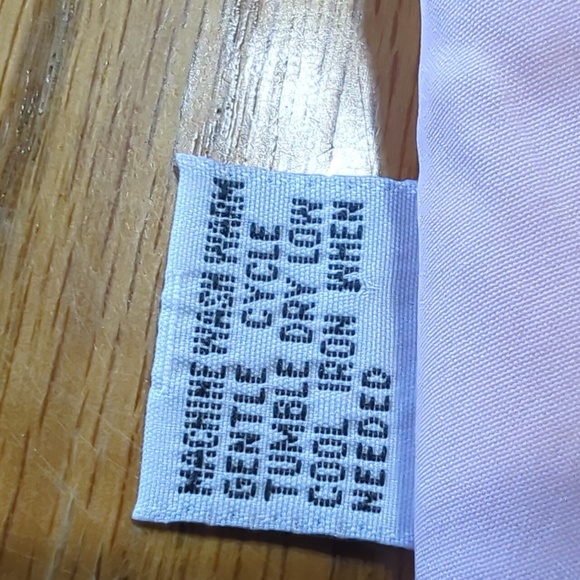 MACHINE WASH WARM
GENTLE CYCLE
TUMBLE DRY LOW
COOL IRON WHEN
NEEDED